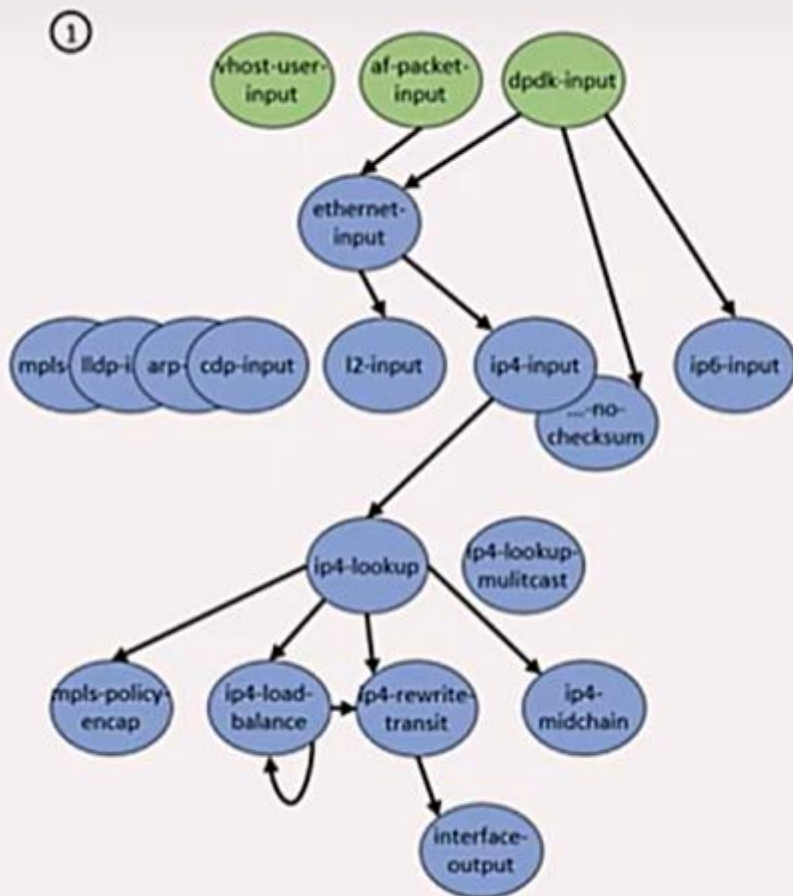 1
vhost-user-
input
af-packet-
input
dpdk-input
ethernet-
input
mpls-
lldp-i
arp-
cdp-input
l2-input
ip4-input
...-no-
checksum
ip6-input
ip4-lookup
ip4-lookup-
mulitcast
mpls-policy-
encap
ip4-load-
balance
ip4-rewrite-
transit
ip4-
midchain
interface-
output